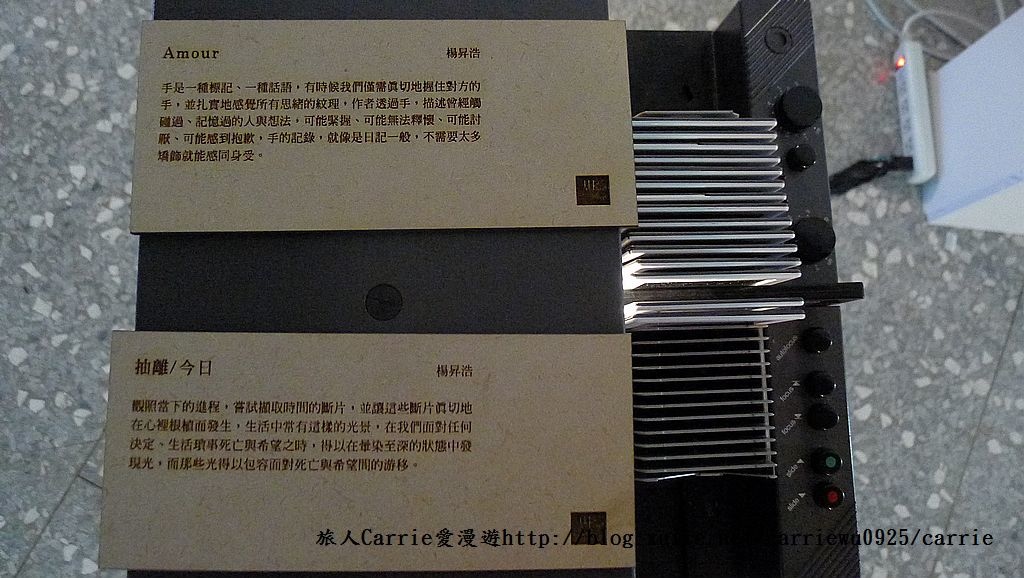 Amour 楊昇浩
手是一種標記、一種話語，有時候我們僅需真切地握住對方的
手，並扎實地感覺所有思緒的紋理，作者透過手，描述曾經觸
碰過、記憶過的人與想法，可能緊握、可能無法釋懷、可能討
厭、可能感到抱歉，手的記錄，就像是日記一般，不需要太多
矯飾就能感同身受。
抽離/今日 楊昇浩
觀照當下的進程，嘗試擷取時間的斷片，並讓這些斷片真切地
在心裡根植而發生，生活中常有這樣的光景，在我們面對任何
決定、生活瑣事死亡與希望之時，得以在暈染至深的狀態中發
現光，而那些光得以包容面對死亡與希望間的游移。
autofocus
focus
focus
slide
slide
旅人Carrie愛漫遊http://blog
0925/carrie